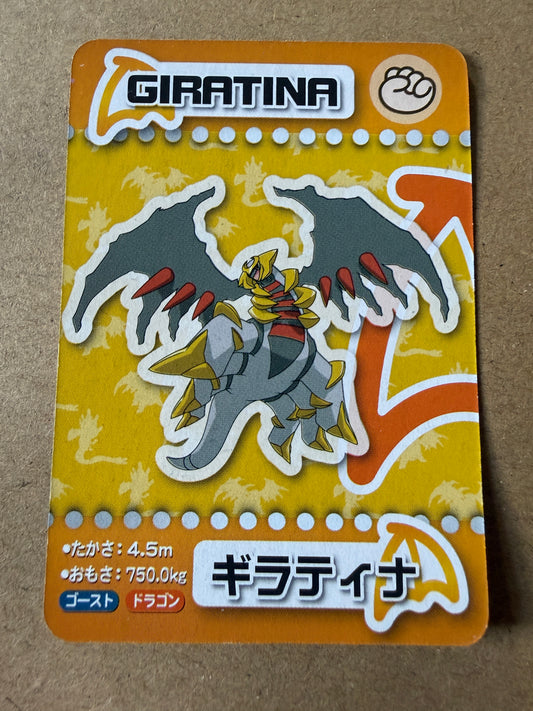 GIRATINA
•たかさ：4.5m
•おもさ：750.0kg
ゴースト ドラゴン
ギラティナ